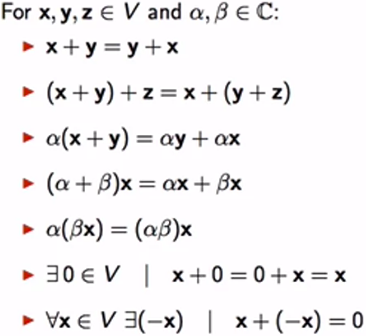 For x, y, z ∈ V and α, β ∈ ℂ:
► x + y = y + x
► (x + y) + z = x + (y + z)
► α(x + y) = αy + αx
► (α + β)x = αx + βx
► α(βx) = (αβ)x
► ∃0 ∈ V | x + 0 = 0 + x = x
► ∀x ∈ V ∃(−x) | x + (−x) = 0